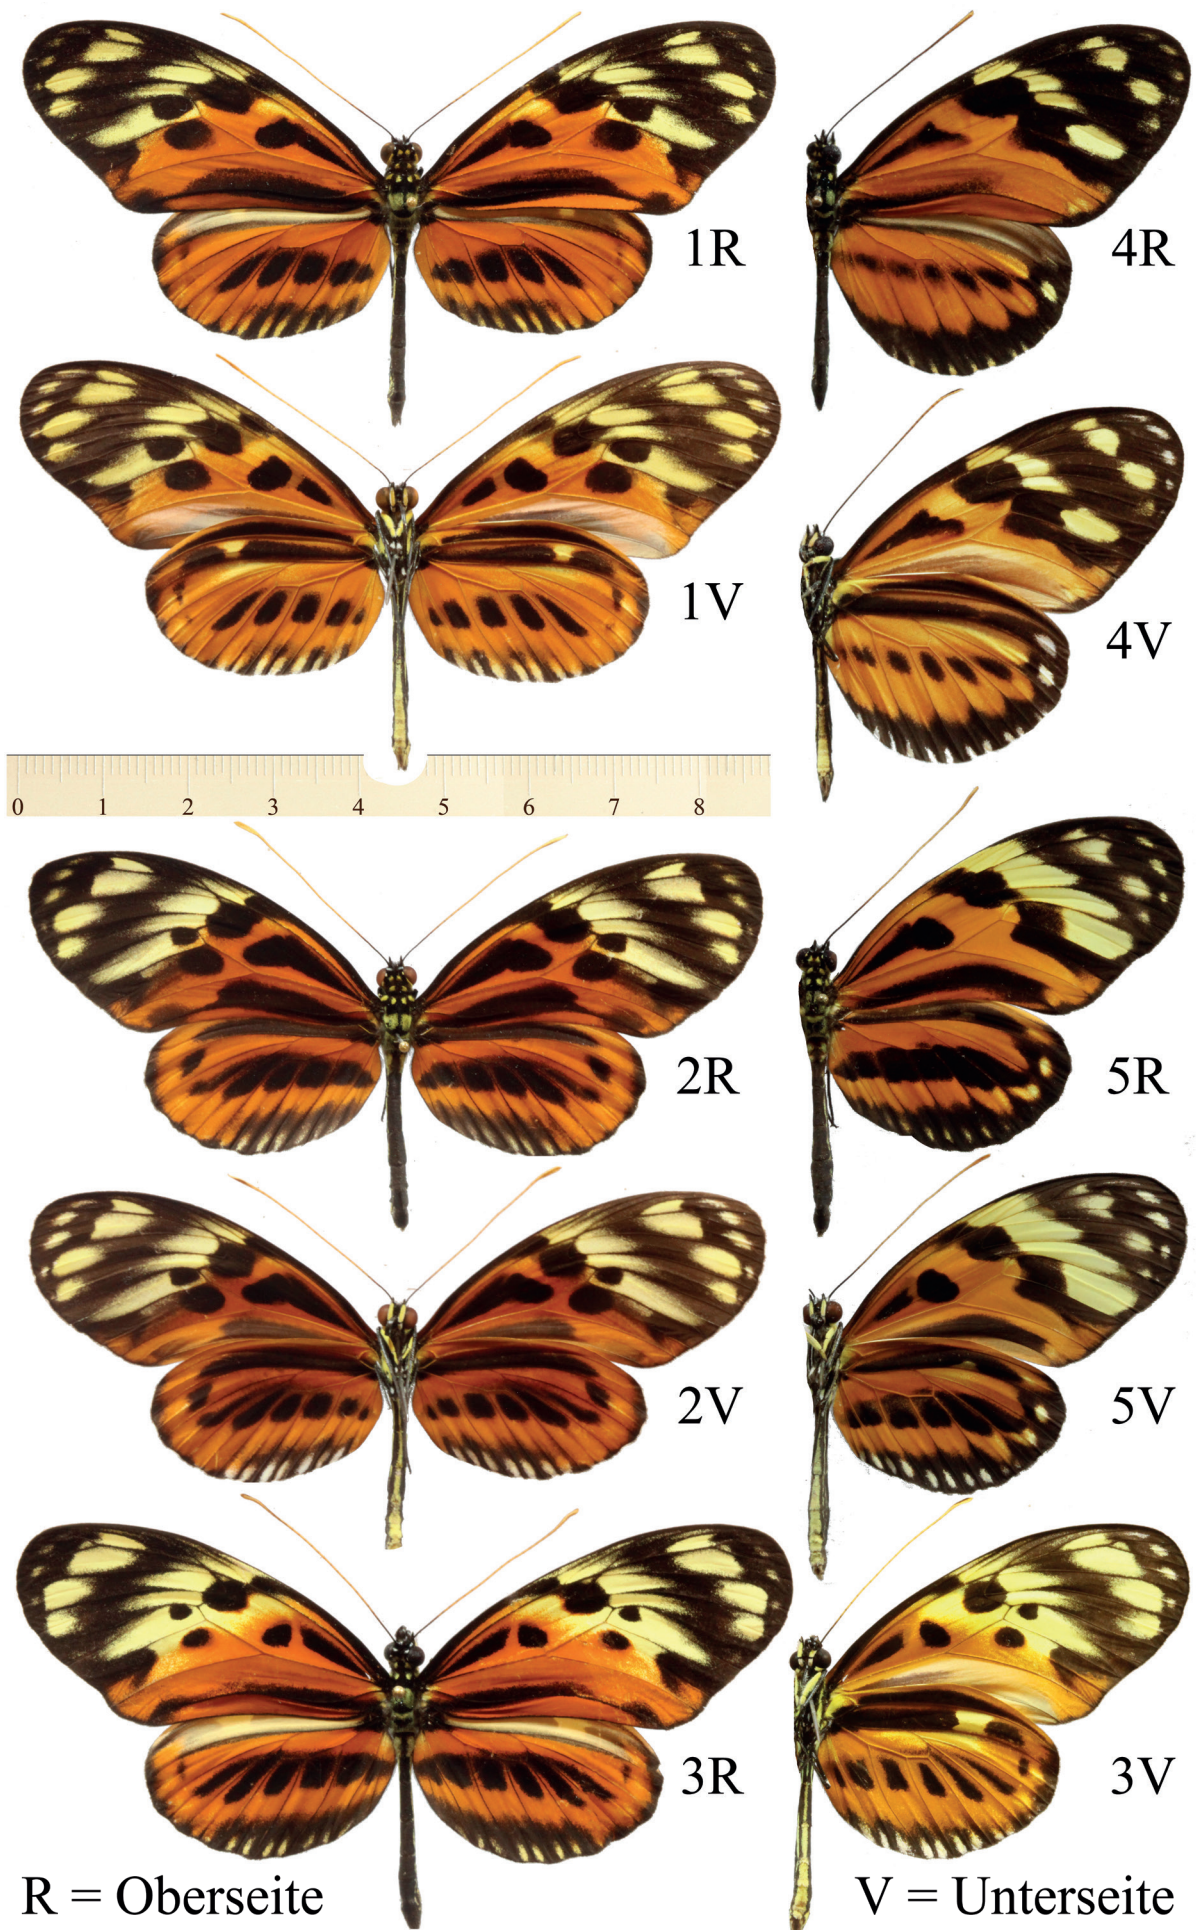 1R
4R
1V
4V
0 1 2 3 4 5 6 7 8
2R
5R
2V
5V
3R
3V
R = Oberseite
V = Unterseite